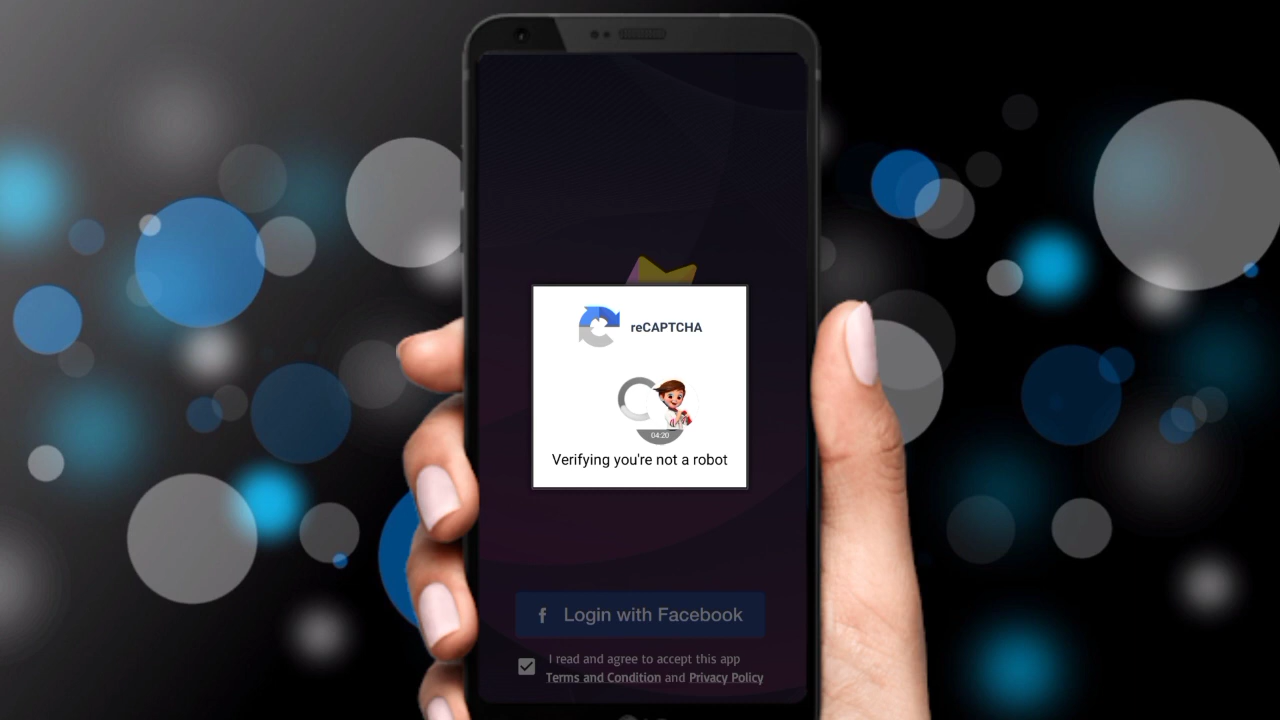 reCAPTCHA
04:20
Verifying you're not a robot
f Login with Facebook
I read and agree to accept this app
Terms and Condition and Privacy Policy